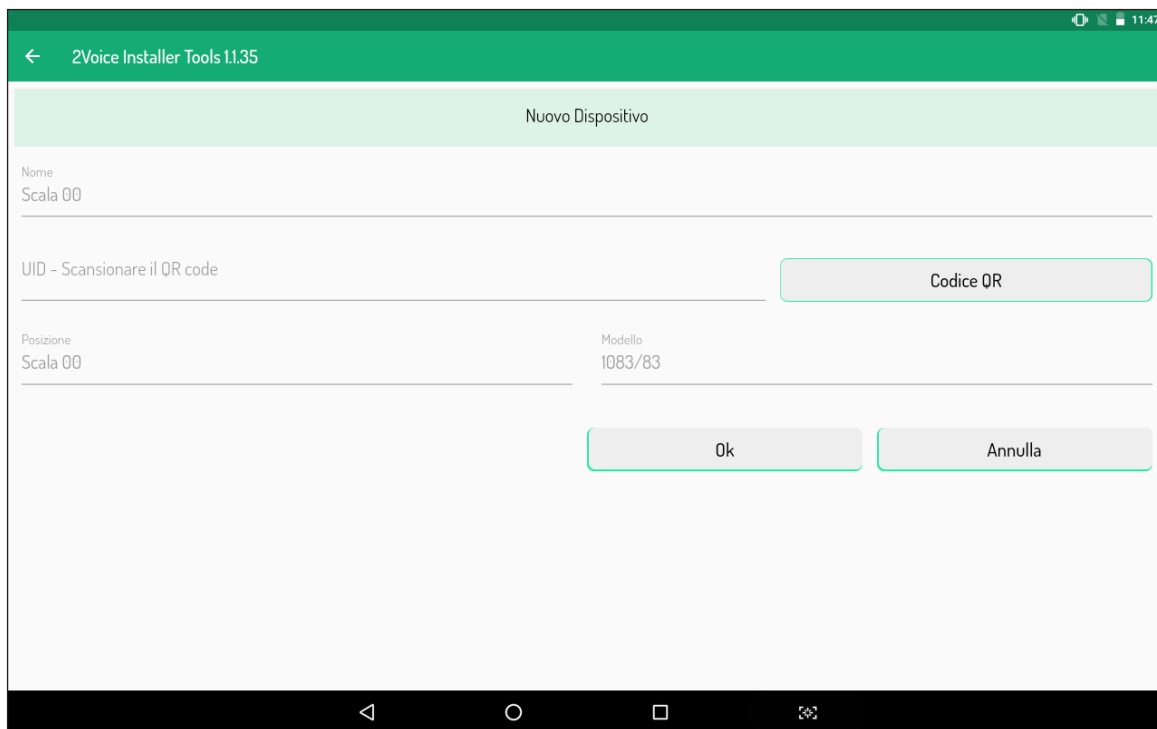 11:47
2Voice Installer Tools 1.1.35
Nuovo Dispositivo
Nome
Scala 00
UID - Scansionare il QR code
Codice QR
Posizione
Modello
Scala 00
1083/83
Ok
Annulla